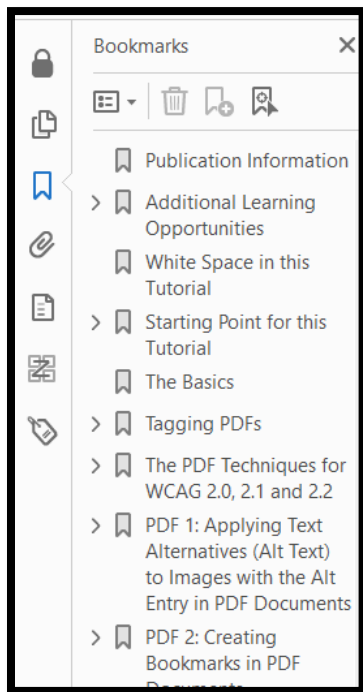 Bookmarks
Publication Information
Additional Learning
Opportunities
White Space in this
Tutorial
Starting Point for this
Tutorial
The Basics
Tagging PDFs
The PDF Techniques for
WCAG 2.0, 2.1 and 2.2
PDF 1: Applying Text
Alternatives (Alt Text)
to Images with the Alt
Entry in PDF Documents
PDF 2: Creating
Bookmarks in PDF